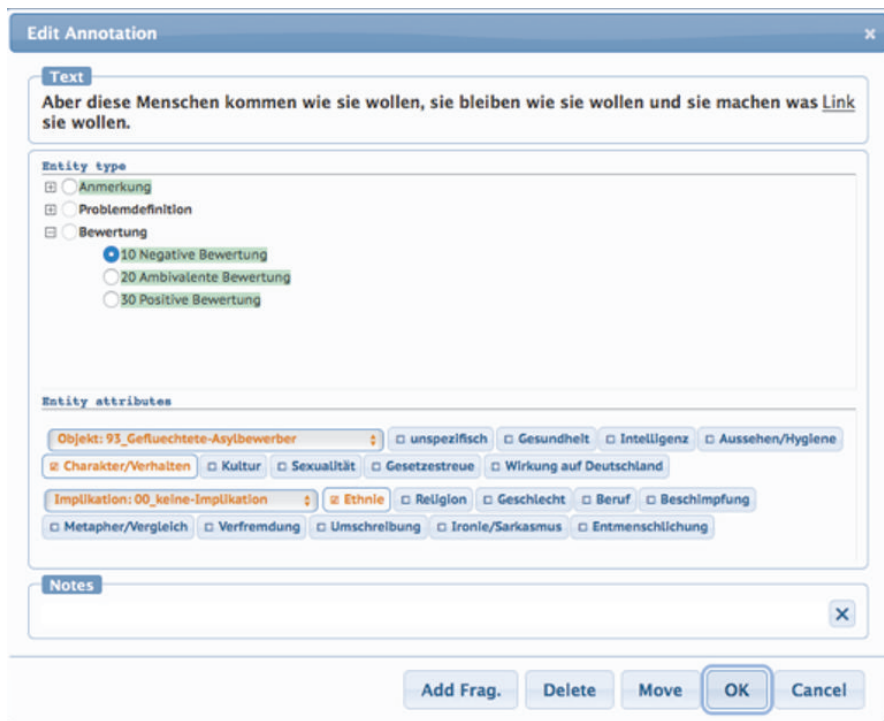 Edit Annotation
Text
Aber diese Menschen kommen wie sie wollen, sie bleiben wie sie wollen und sie machen was Link
sie wollen.
Entity type
Anmerkung
Problemdefinition
Bewertung
10 Negative Bewertung
20 Ambivalente Bewertung
30 Positive Bewertung
Entity attributes
Objekt: 93_Gefluechtete-Asylbewerber unspezifisch Gesundheit Intelligenz Aussehen/Hygiene
Charakter/Verhalten Kultur Sexualität Gesetzestreue Wirkung auf Deutschland
Implikation: 00_keine-Implikation Ethnie Religion Geschlecht Beruf Beschimpfung
Metapher/Vergleich Verfremdung Umschreibung Ironie/Sarkasmus Entmenschlichung
Notes
Add Frag. Delete Move OK Cancel